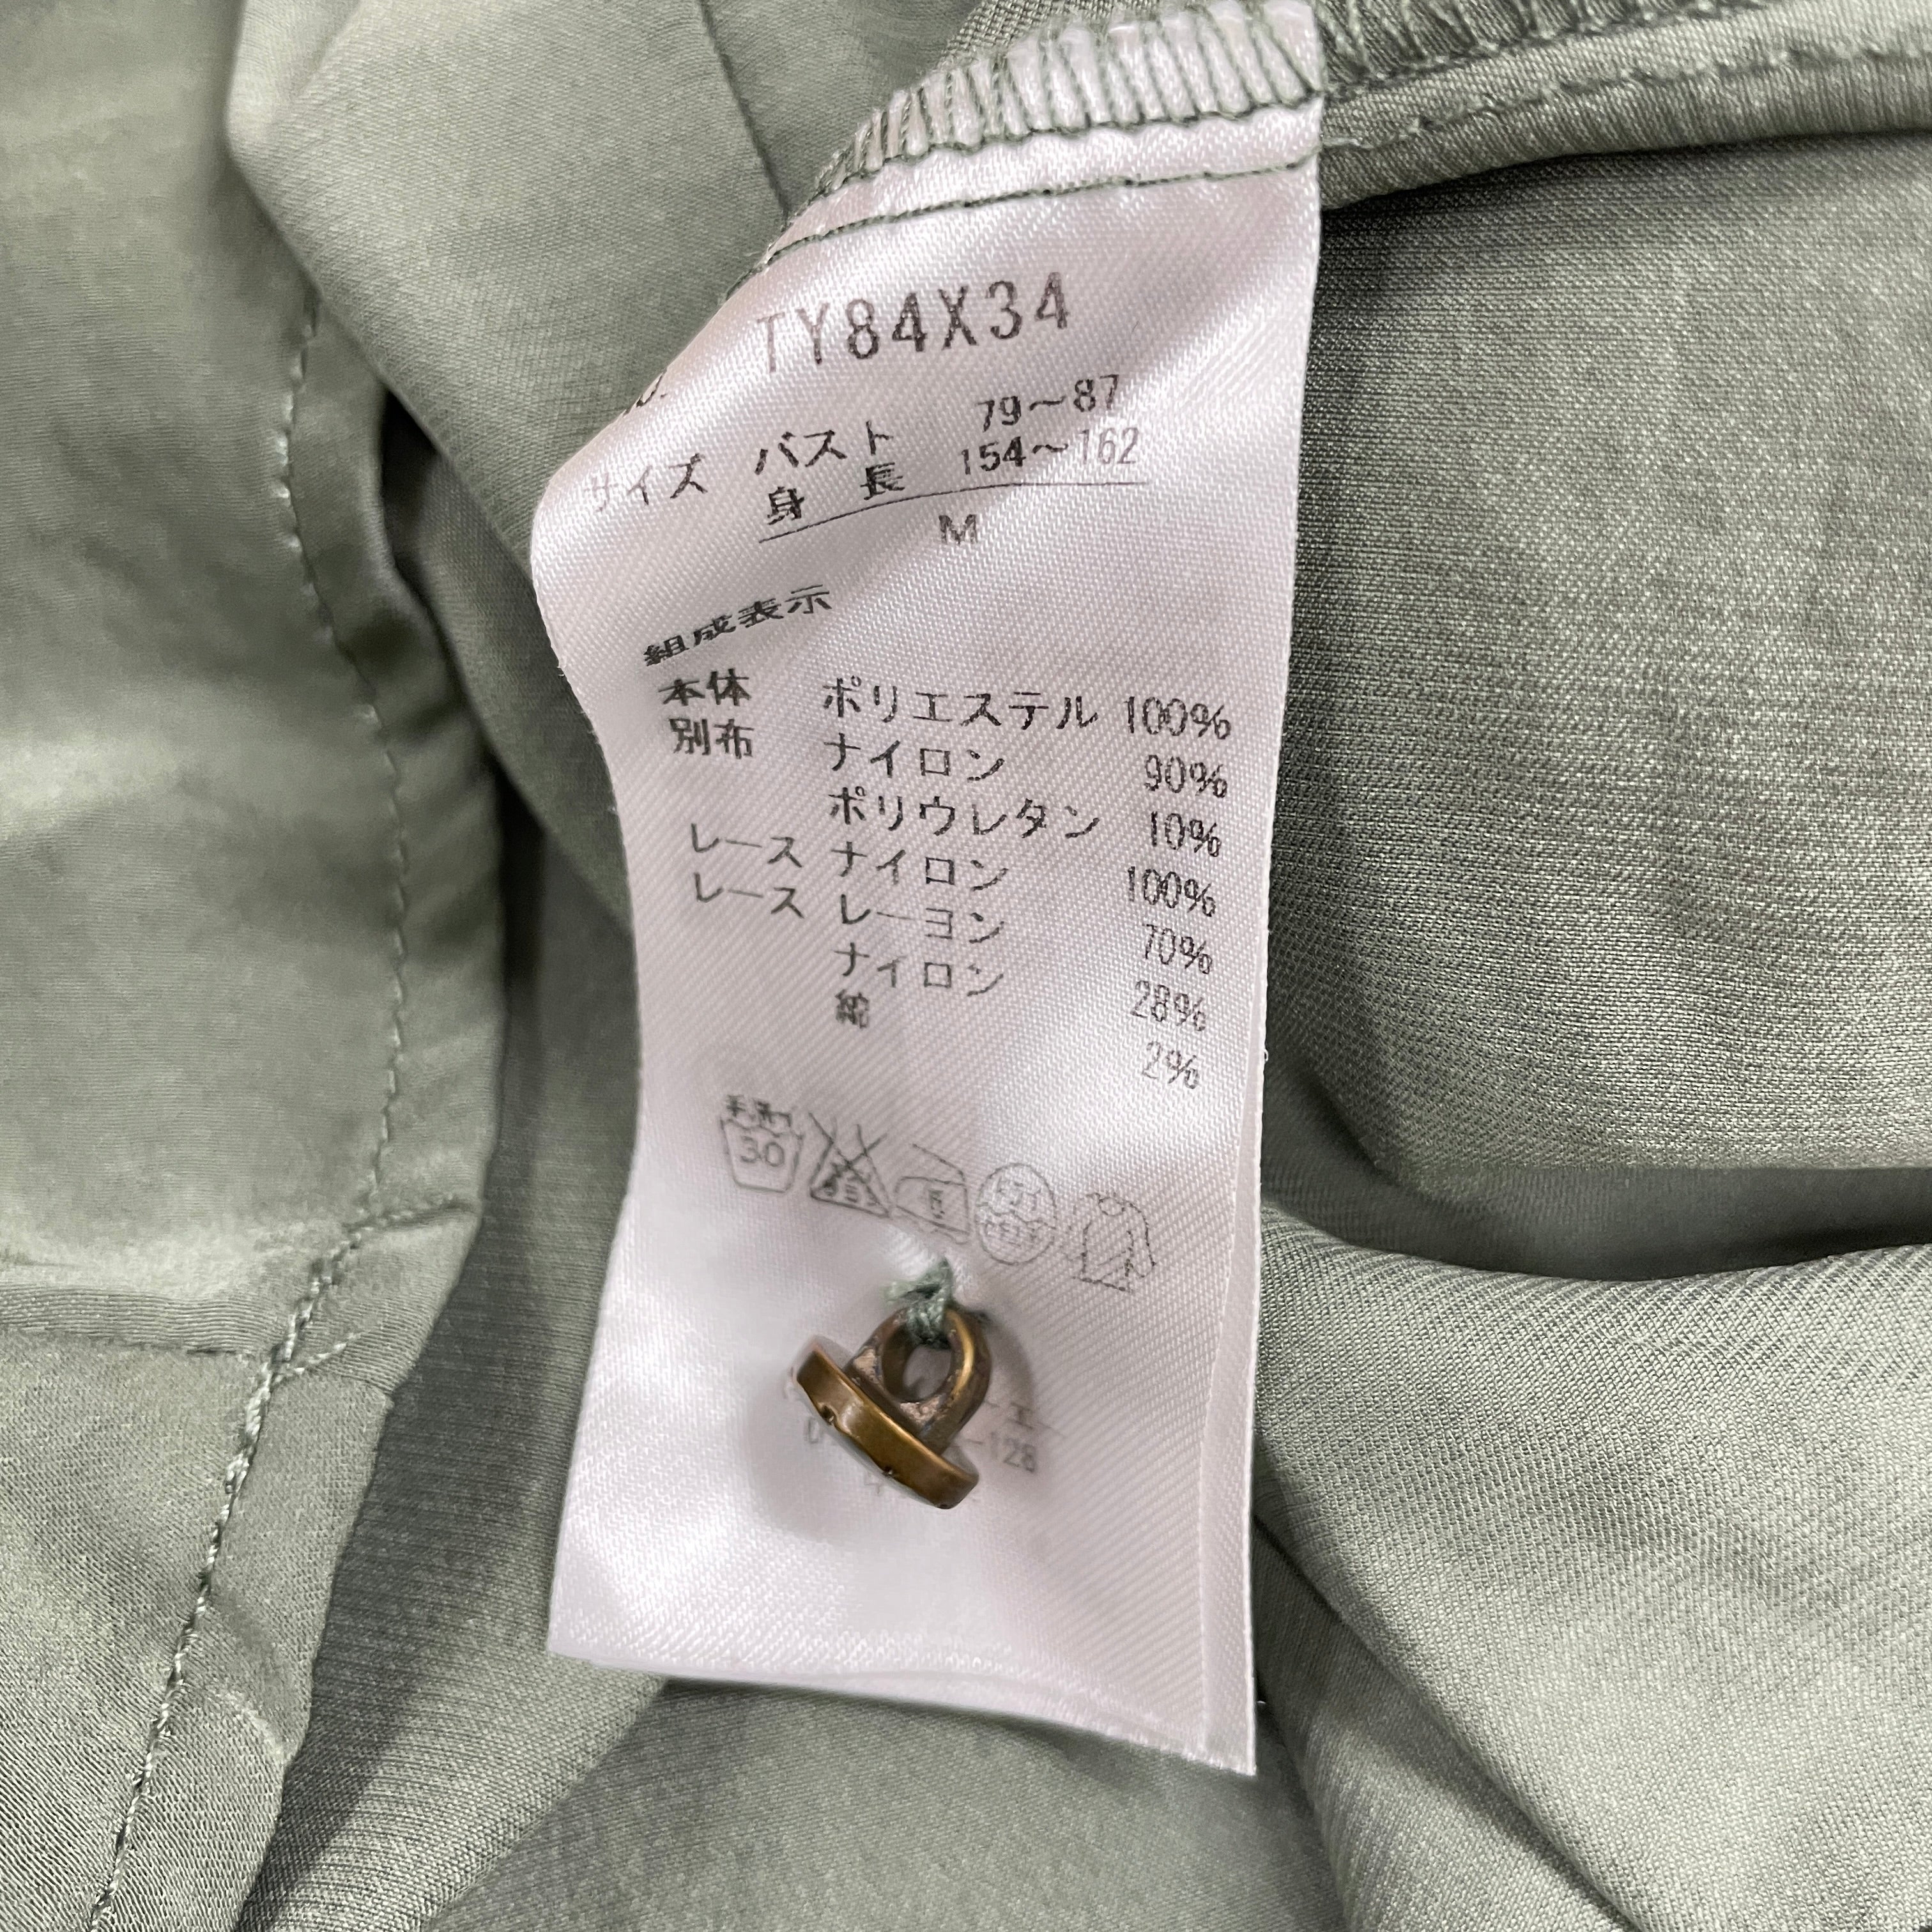 TY84X34
サイズ バスト 79～87
身長 154～162
M
組成表示
本体 ポリエステル 100%
別布 ナイロン 90%
ポリウレタン 10%
レース ナイロン 100%
レース レーヨン 70%
ナイロン 28%
綿 2%
手洗イ
30